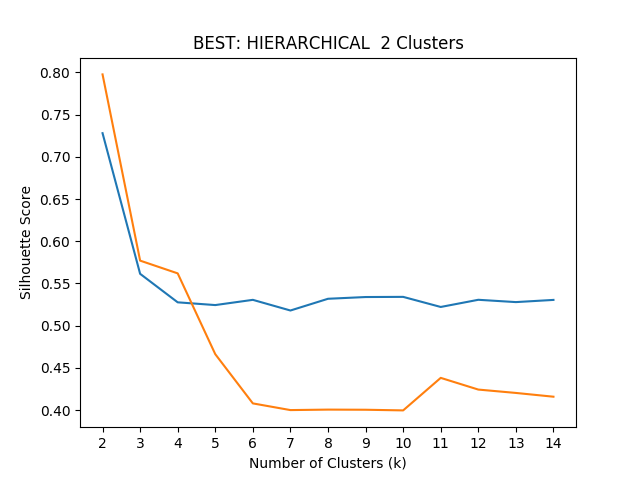 BEST: HIERARCHICAL  2 Clusters
0.80
0.75
0.70
0.65
0.60
0.55
0.50
0.45
0.40
Silhouette Score
2 3 4 5 6 7 8 9 10 11 12 13 14
Number of Clusters (k)